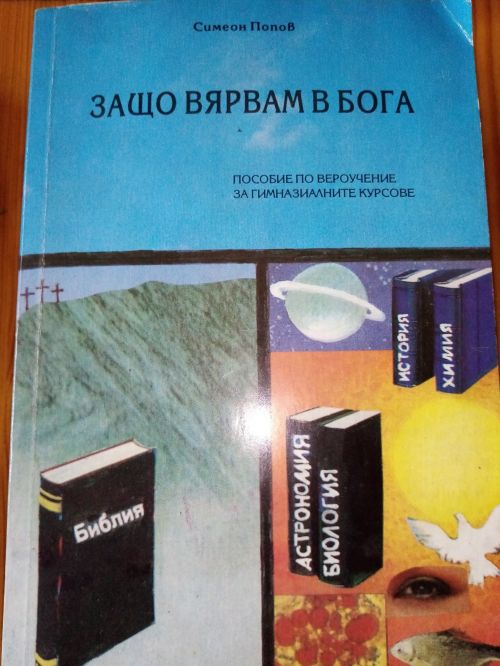 Симеон Попов
ЗАЩО ВЯРВАМ В БОГА
ПОСОБИЕ ПО ВЕРОУЧЕНИЕ
ЗА ГИМНАЗИАЛНИТЕ КУРСОВЕ
ИСТОРИЯ
ХИМИЯ
АСТРОНОМИЯ
БИОЛОГИЯ
Библия